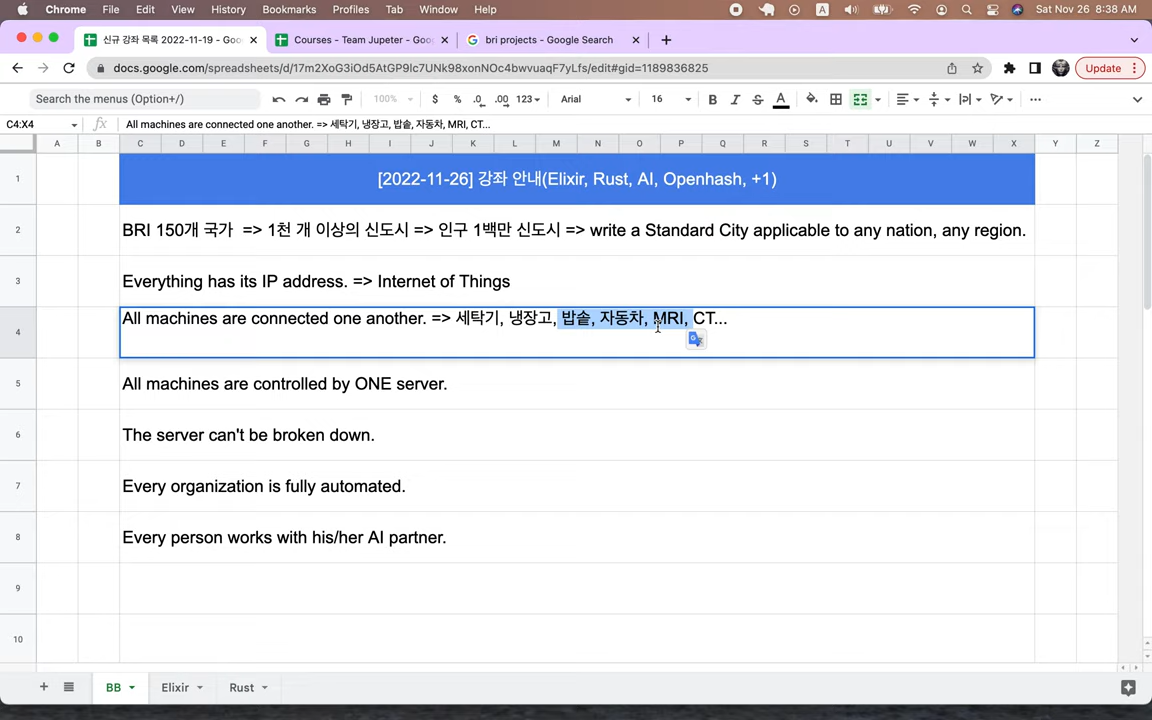 Chrome File Edit View History Bookmarks Profiles Tab Window Help A Sat Nov 26 8:38 AM
신규 강좌 목록 2022-11-19 - Goo Courses - Team Jupeter - Goo bri projects - Google Search
docs.google.com/spreadsheets/d/17m2XoG3iOd5AtGP9lc7UNk98xonNOc4bwvuaqF7yLfs/edit#gid=1189836825 Update
Search the menus (Option+/) 100% $ % .0 .00 123 Arial 16 B I S A
C4:X4 fx All machines are connected one another. => 세탁기, 냉장고, 밥솥, 자동차, MRI, CT...
A B C D E F G H I J K L M N O P Q R S T U V W X Y Z
1 [2022-11-26] 강좌 안내(Elixir, Rust, AI, Openhash, +1)
2 BRI 150개 국가 => 1천 개 이상의 신도시 => 인구 1백만 신도시 => write a Standard City applicable to any nation, any region.
3 Everything has its IP address. => Internet of Things
4 All machines are connected one another. => 세탁기, 냉장고, 밥솥, 자동차, MRI, CT...
5 All machines are controlled by ONE server.
6 The server can't be broken down.
7 Every organization is fully automated.
8 Every person works with his/her AI partner.
9
10
BB Elixir Rust